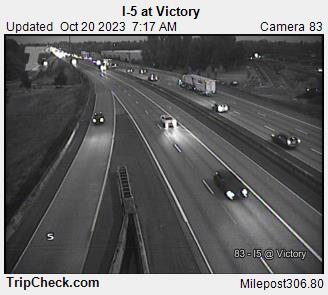 I-5 at Victory
Updated Oct 20 2023 7:17 AM Camera 83
S
83 - I5 @ Victory
TripCheck.com Milepost306.80